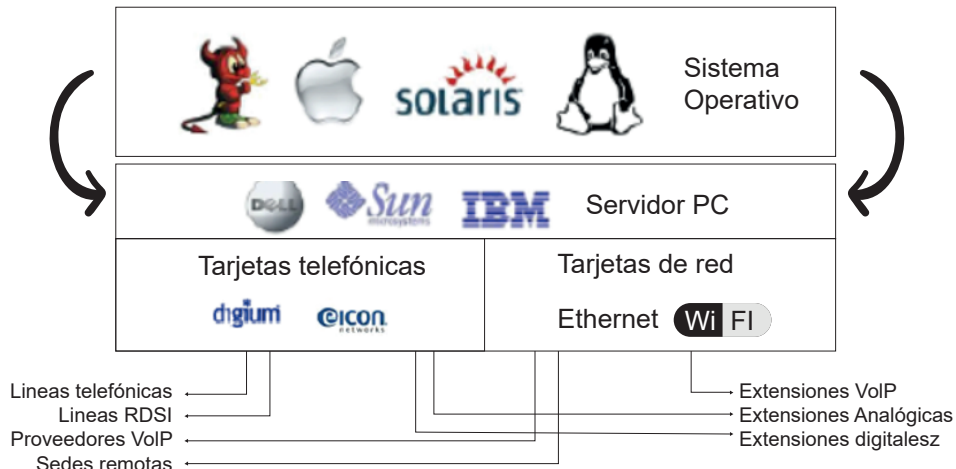 solaris
Sistema
Operativo
DELL
Sun
microsystems
IBM
Servidor PC
Tarjetas telefónicas
Tarjetas de red
digium
eicon
networks
Ethernet
Wi FI
Lineas telefónicas
Lineas RDSI
Proveedores VoIP
Sedes remotas
Extensiones VoIP
Extensiones Analógicas
Extensiones digitalesz